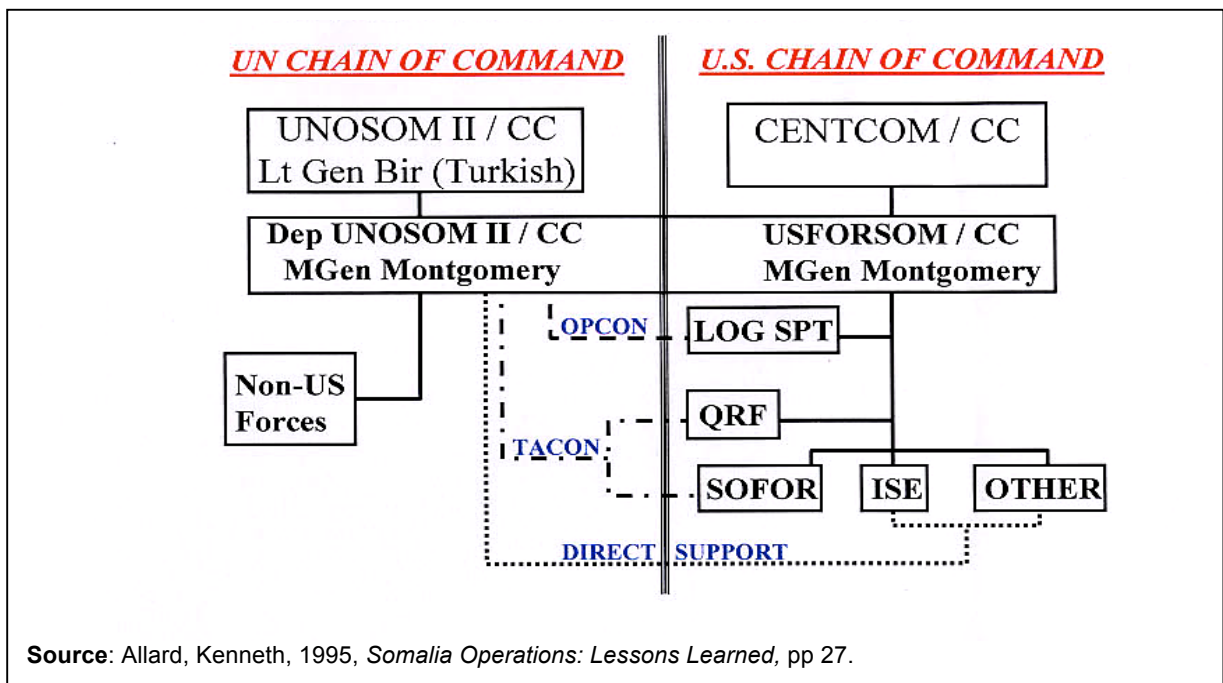 UN CHAIN OF COMMAND
U.S. CHAIN OF COMMAND
UNOSOM II / CC
Lt Gen Bir (Turkish)
CENTCOM / CC
Dep UNOSOM II / CC
MGen Montgomery
USFORSOM / CC
MGen Montgomery
OPCON
LOG SPT
Non-US
Forces
QRF
TACON
SOFOR
ISE
OTHER
DIRECT SUPPORT
Source: Allard, Kenneth, 1995, Somalia Operations: Lessons Learned, pp 27.